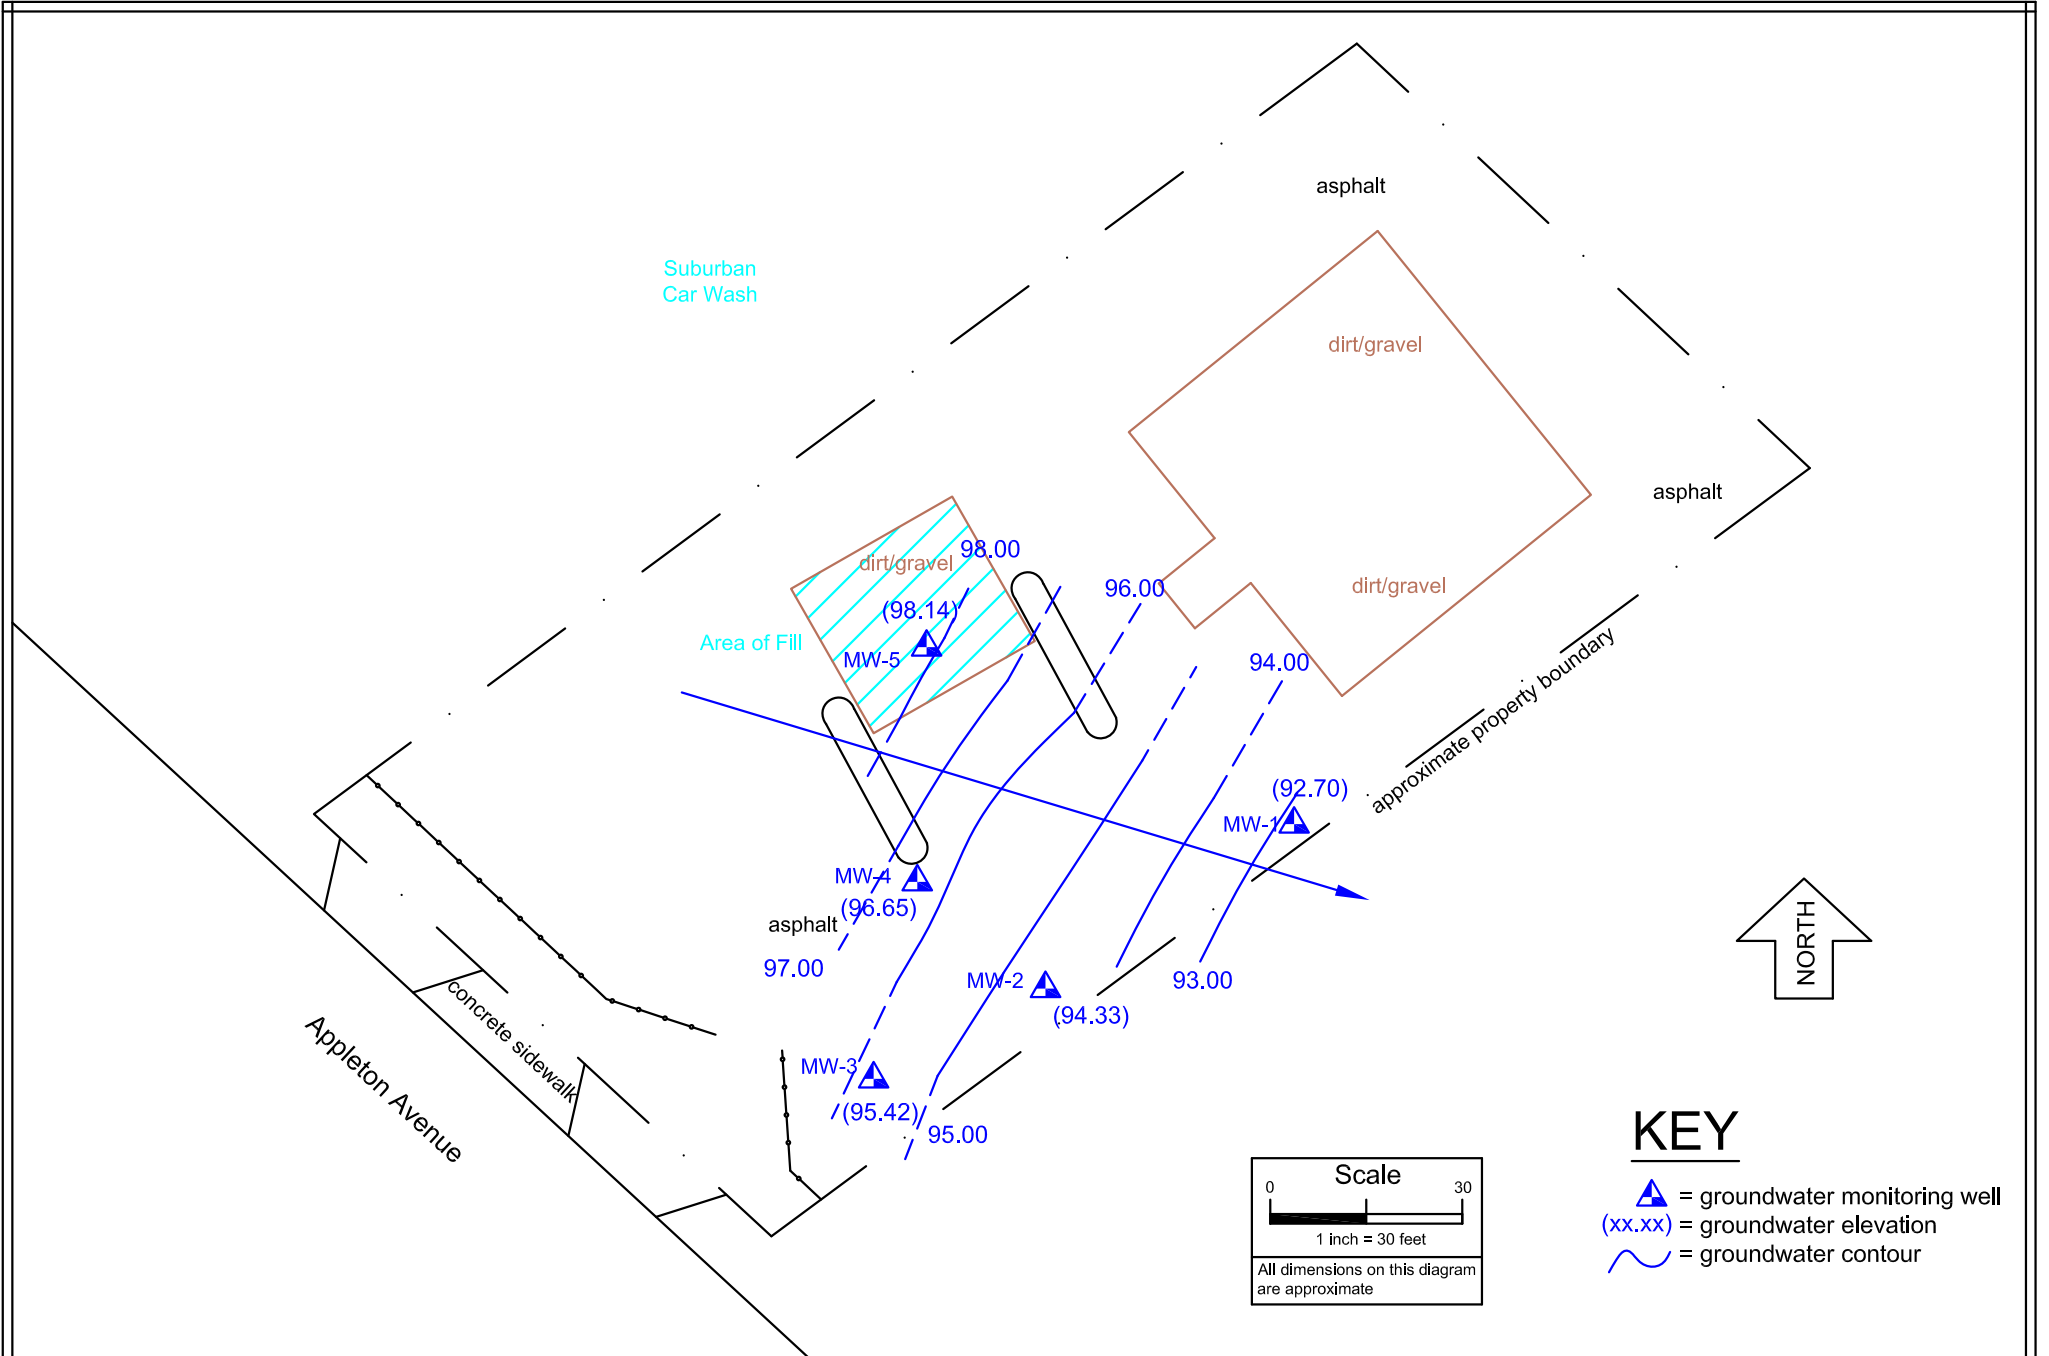 asphalt
Suburban
Car Wash
dirt/gravel
asphalt
98.00
dirt/gravel
96.00
dirt/gravel
(98.14)
Area of Fill
MW-5
94.00
approximate property boundary
(92.70)
MW-1
MW-4
(96.65)
asphalt
97.00
MW-2
93.00
(94.33)
NORTH
concrete sidewalk
Appleton Avenue
MW-3
(95.42)
95.00
KEY
= groundwater monitoring well
(xx.xx) = groundwater elevation
= groundwater contour
Scale
0 30
1 inch = 30 feet
All dimensions on this diagram
are approximate